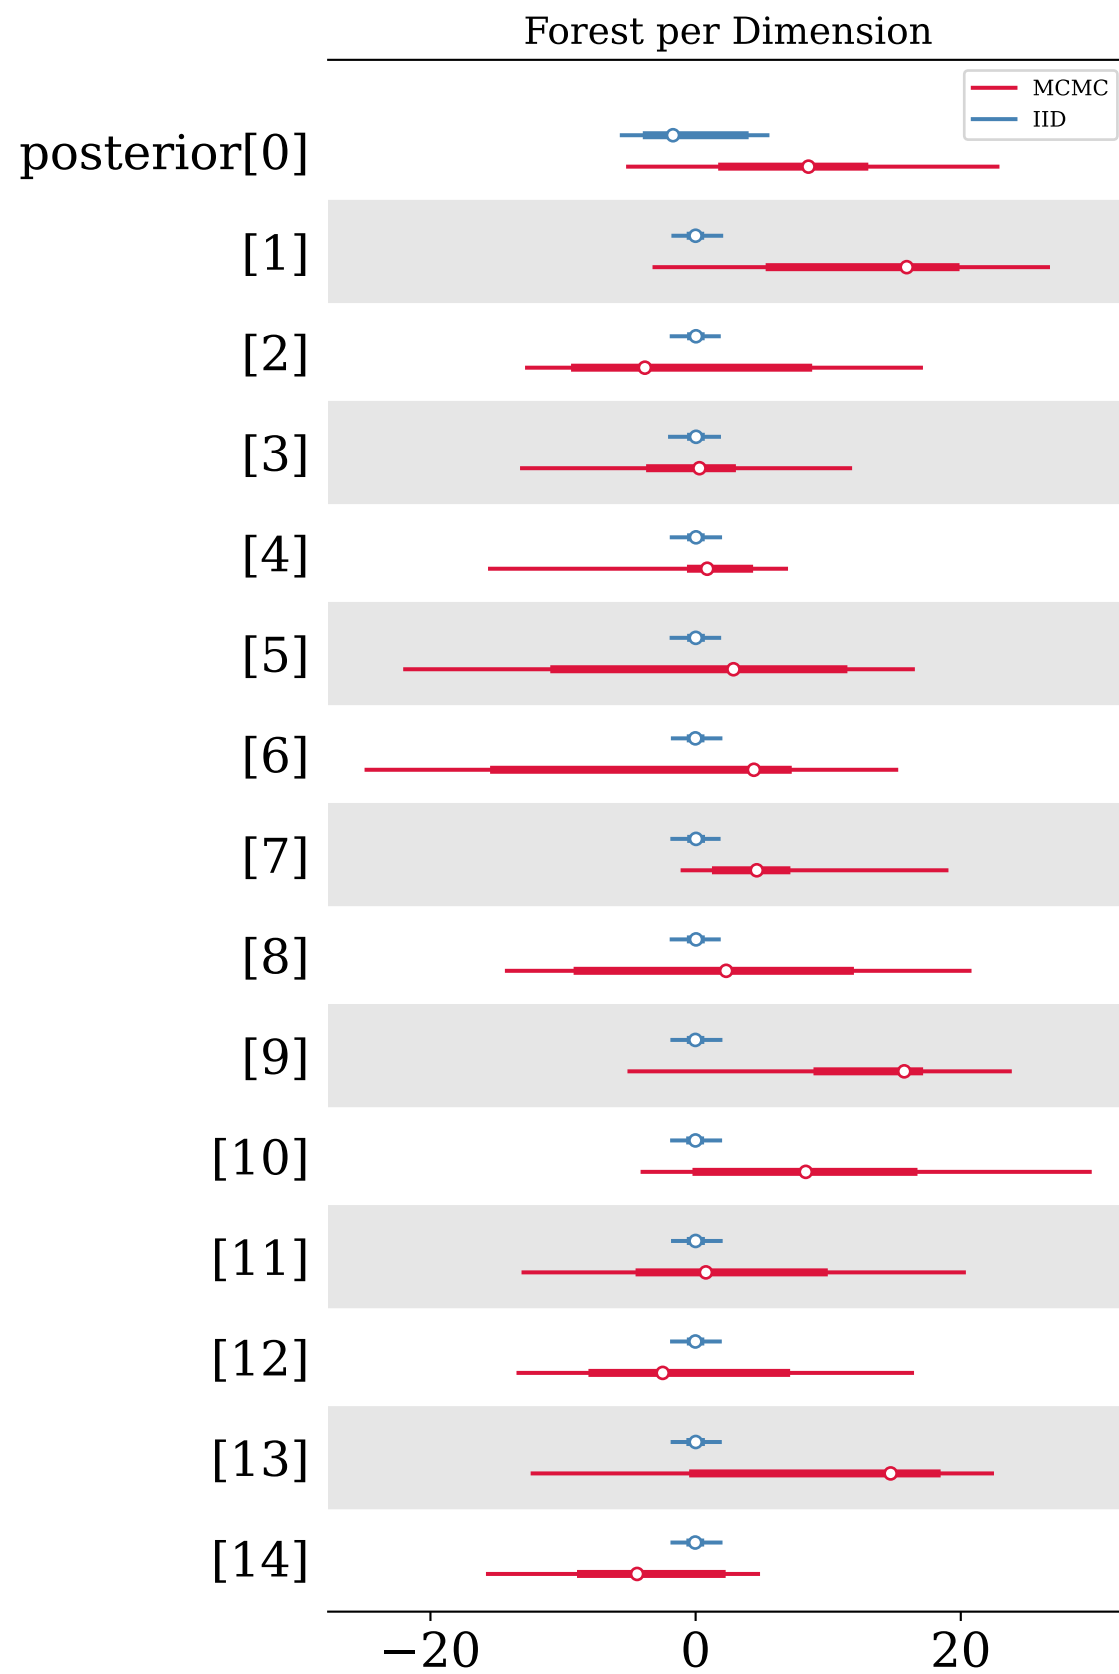 Forest per Dimension
MCMC
IID
posterior[0]
[1]
[2]
[3]
[4]
[5]
[6]
[7]
[8]
[9]
[10]
[11]
[12]
[13]
[14]
−20 0 20